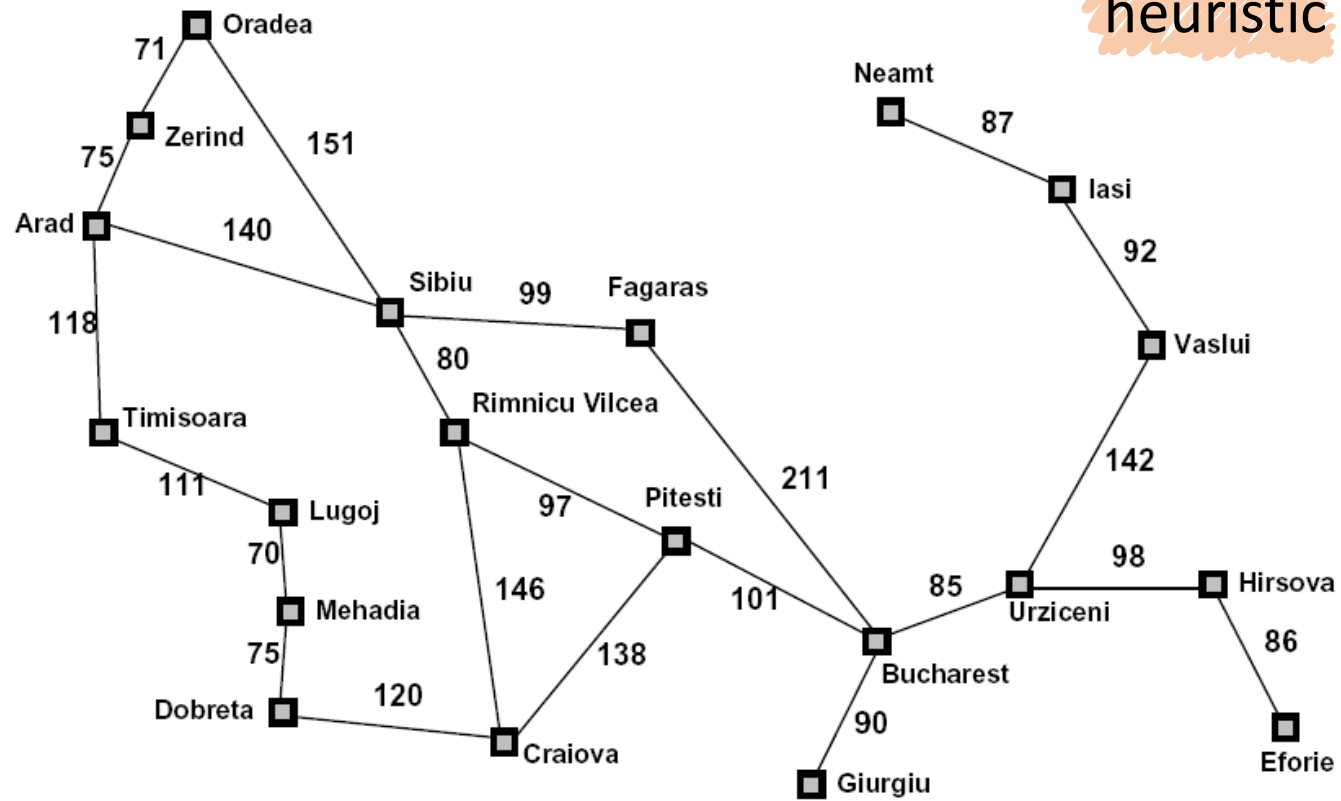 heuristic
Oradea
71
Neamt
87
Zerind
151
75
Iasi
Arad
140
92
Sibiu
99
Fagaras
118
80
Vaslui
Rimnicu Vilcea
Timisoara
142
111
211
Lugoj
97
Pitesti
70
98
146
101
85
Hirsova
Mehadia
Urziceni
75
138
86
Bucharest
Dobreta
120
90
Craiova
Eforie
Giurgiu